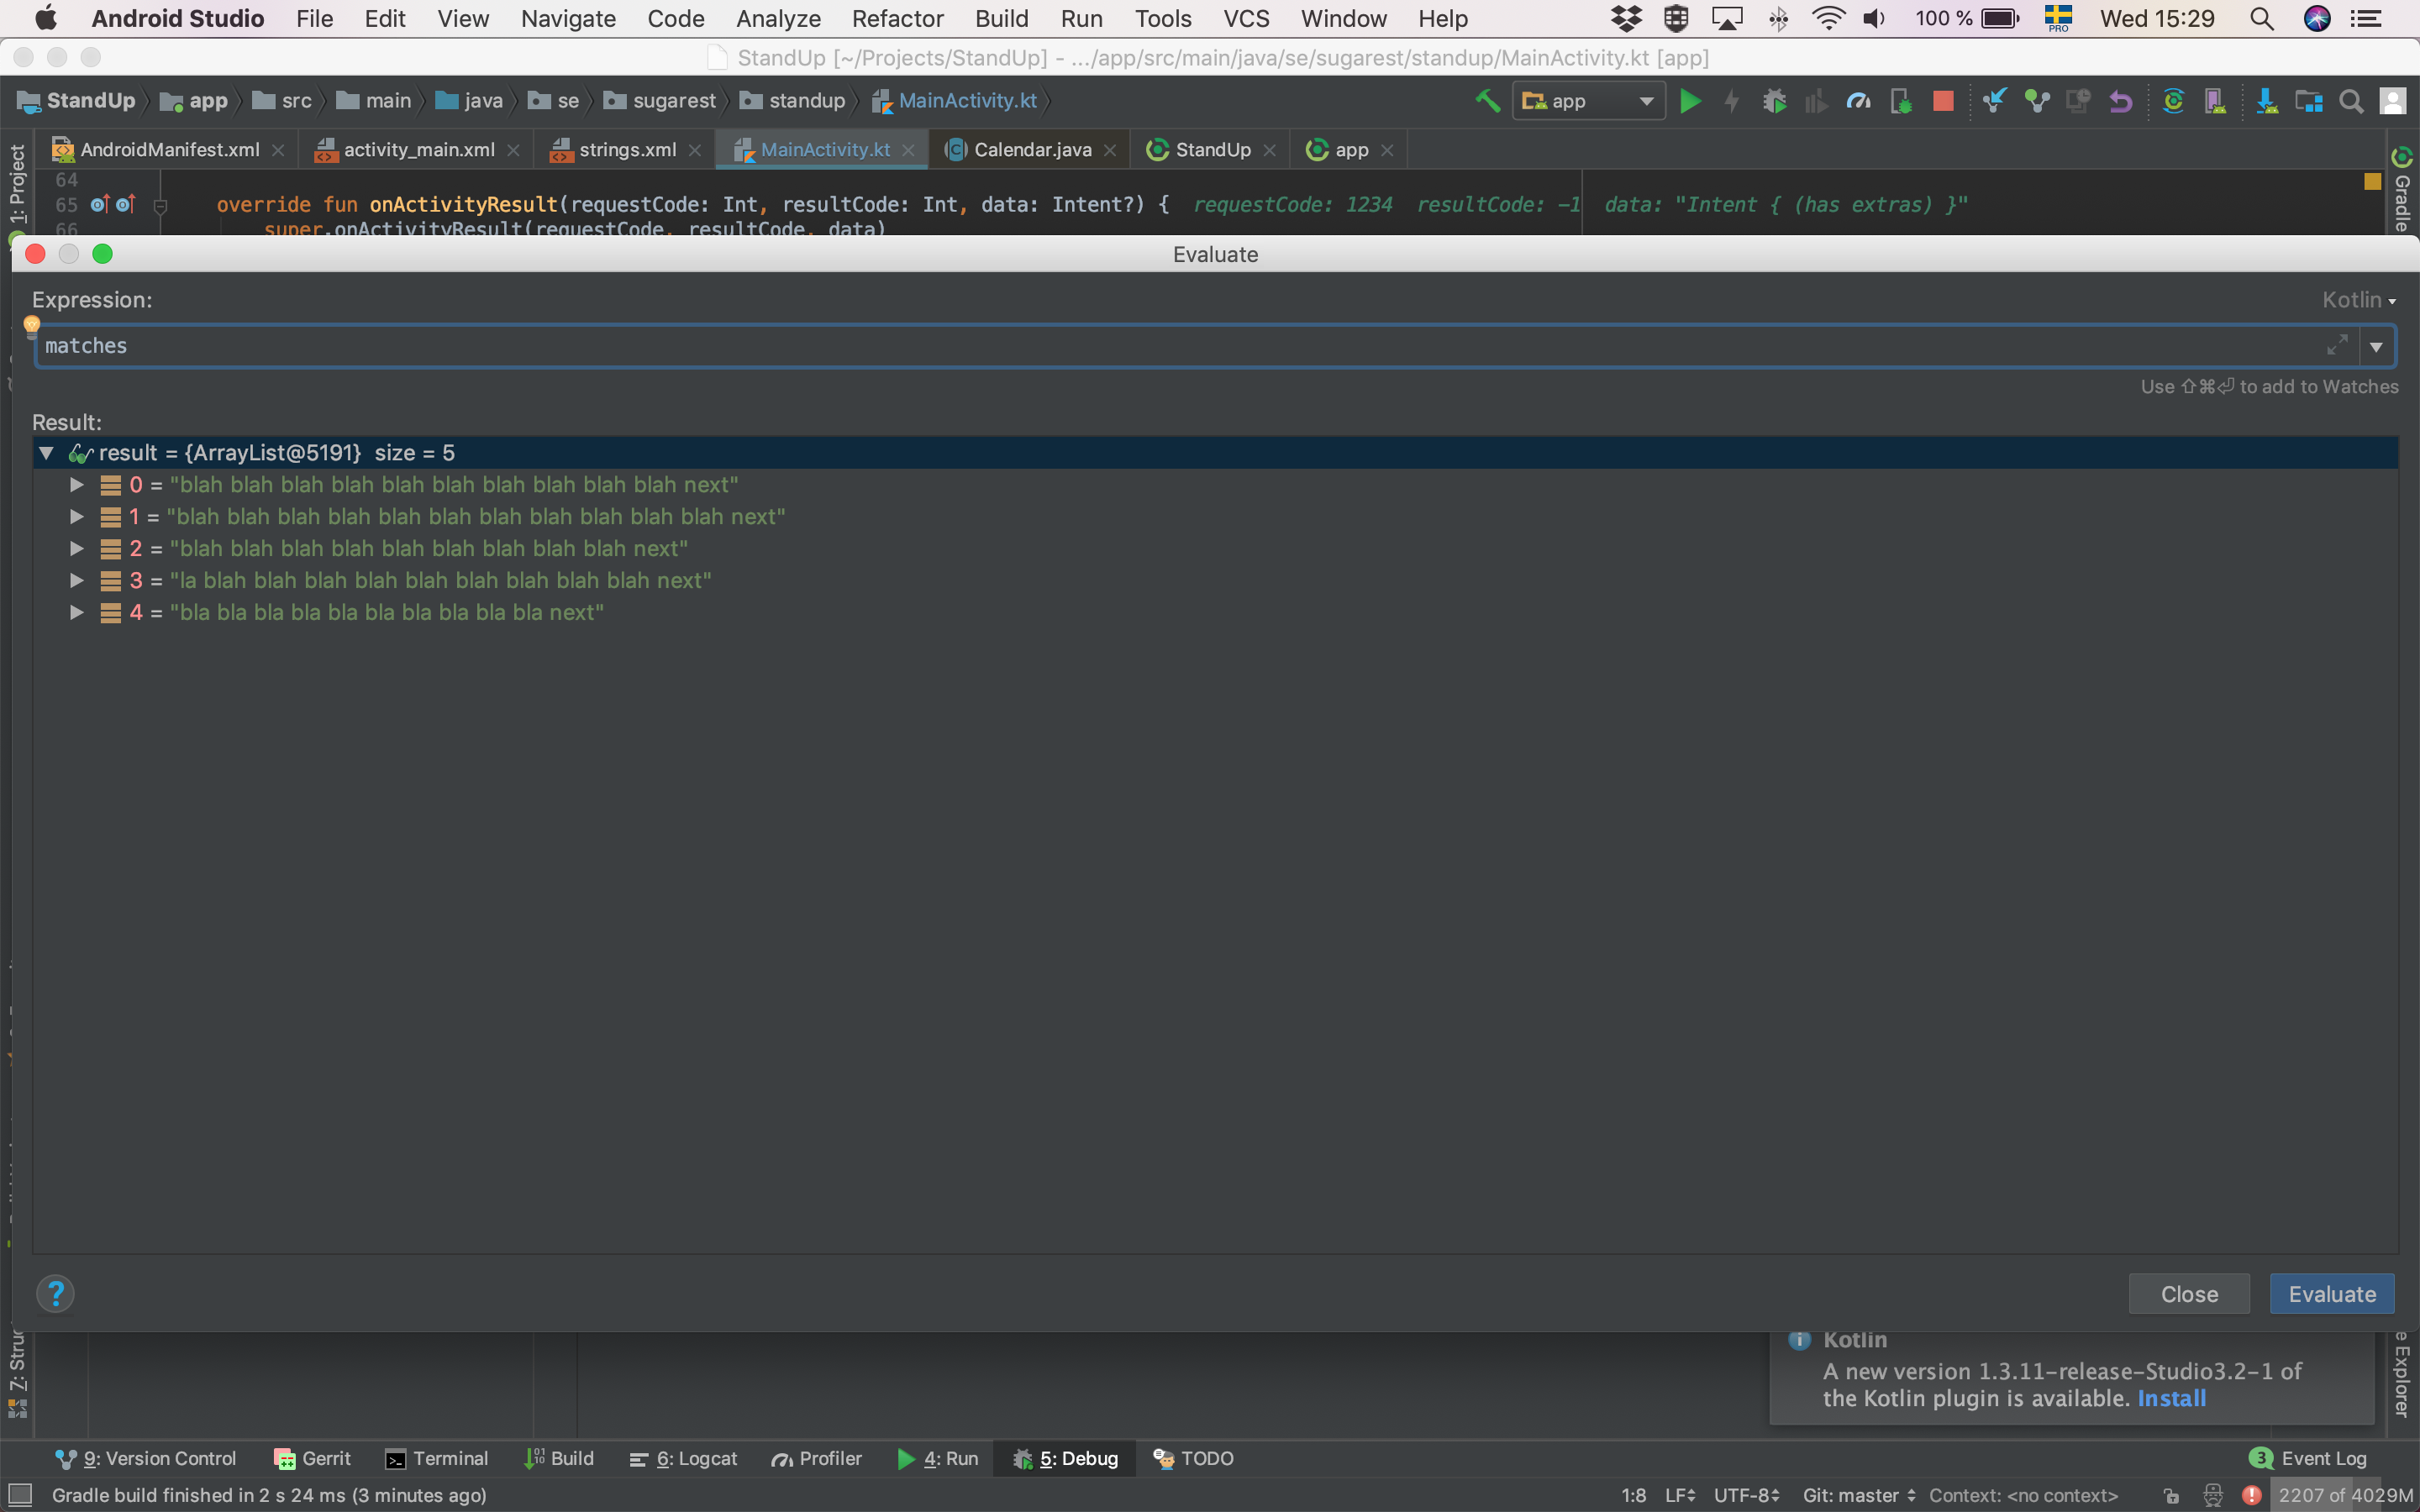 Android Studio File Edit View Navigate Code Analyze Refactor Build Run Tools VCS Window Help 100 % PRO Wed 15:29
StandUp [~/Projects/StandUp] - .../app/src/main/java/se/sugarest/standup/MainActivity.kt [app]
StandUp app src main java se sugarest standup MainActivity.kt app
AndroidManifest.xml activity_main.xml strings.xml MainActivity.kt Calendar.java StandUp app
1: Project
Gradle
64
65 override fun onActivityResult(requestCode: Int, resultCode: Int, data: Intent?) { requestCode: 1234 resultCode: -1 data: "Intent { (has extras) }"
66 super.onActivityResult(requestCode, resultCode, data)
Evaluate
Expression: Kotlin
matches
Use ⇧⌘⏎ to add to Watches
Result:
result = {ArrayList@5191} size = 5
0 = "blah blah blah blah blah blah blah blah blah blah next"
1 = "blah blah blah blah blah blah blah blah blah blah blah next"
2 = "blah blah blah blah blah blah blah blah blah next"
3 = "la blah blah blah blah blah blah blah blah blah next"
4 = "bla bla bla bla bla bla bla bla bla bla next"
? Close Evaluate
Kotlin
A new version 1.3.11-release-Studio3.2-1 of
the Kotlin plugin is available. Install
9: Version Control Gerrit Terminal Build 6: Logcat Profiler 4: Run 5: Debug TODO 3 Event Log
Gradle build finished in 2 s 24 ms (3 minutes ago) 1:8 LF UTF-8 Git: master Context: <no context> 2207 of 4029M